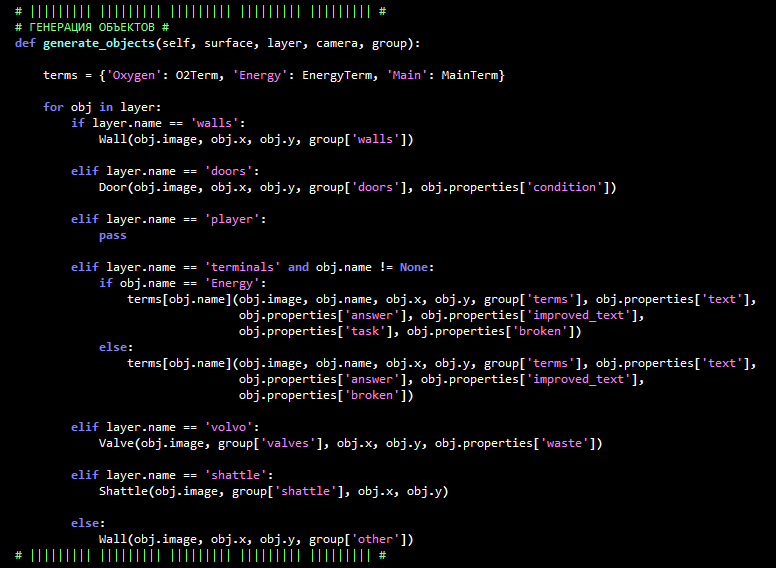 # ||||||||| ||||||||| ||||||||| ||||||||| ||||||||| #
# ГЕНЕРАЦИЯ ОБЪЕКТОВ #
def generate_objects(self, surface, layer, camera, group):
terms = {'Oxygen': O2Term, 'Energy': EnergyTerm, 'Main': MainTerm}
for obj in layer:
if layer.name == 'walls':
Wall(obj.image, obj.x, obj.y, group['walls'])
elif layer.name == 'doors':
Door(obj.image, obj.x, obj.y, group['doors'], obj.properties['condition'])
elif layer.name == 'player':
pass
elif layer.name == 'terminals' and obj.name != None:
if obj.name == 'Energy':
terms[obj.name](obj.image, obj.name, obj.x, obj.y, group['terms'], obj.properties['text'],
obj.properties['answer'], obj.properties['improved_text'],
obj.properties['task'], obj.properties['broken'])
else:
terms[obj.name](obj.image, obj.name, obj.x, obj.y, group['terms'], obj.properties['text'],
obj.properties['answer'], obj.properties['improved_text'],
obj.properties['broken'])
elif layer.name == 'volvo':
Valve(obj.image, group['valves'], obj.x, obj.y, obj.properties['waste'])
elif layer.name == 'shattle':
Shattle(obj.image, group['shattle'], obj.x, obj.y)
else:
Wall(obj.image, obj.x, obj.y, group['other'])
# ||||||||| ||||||||| ||||||||| ||||||||| ||||||||| #